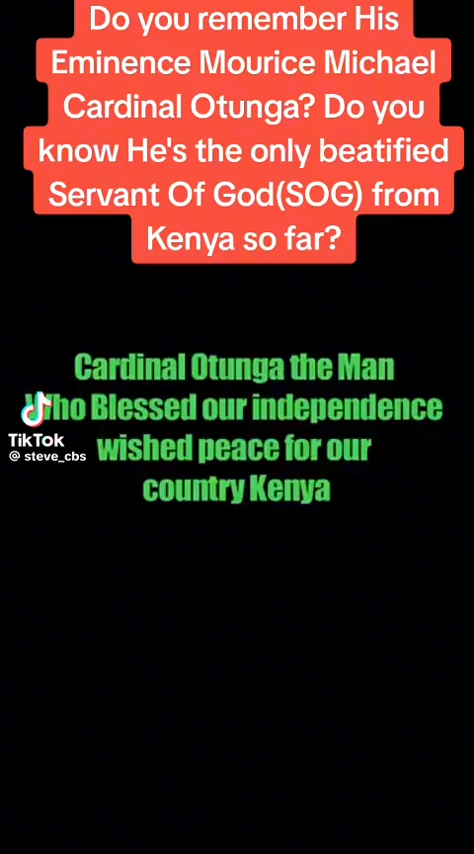 Do you remember His
Eminence Mourice Michael
Cardinal Otunga? Do you
know He's the only beatified
Servant Of God(SOG) from
Kenya so far?
Cardinal Otunga the Man
Who Blessed our independence
wished peace for our
country Kenya
TikTok
@ steve_cbs